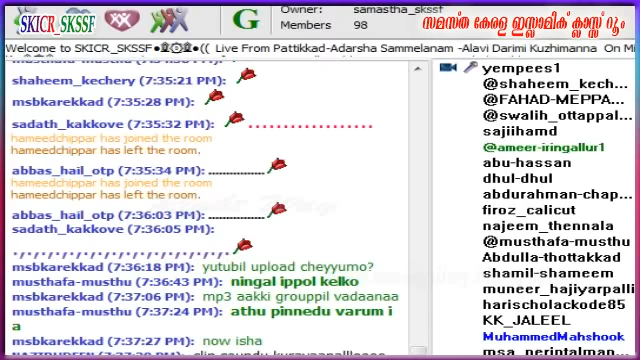 SKICR_SKSSF
G
Owner: samastha_skssf
Members 98
സമസ്ത കേരള ഇസ്ലാമിക് ക്ലാസ്സ് റൂം
Welcome to SKICR_SKSSF Live From Pattikkad-Adarsha Sammelanam -Alavi Darimi Kuzhimanna On Mi
shaheem_kechery (7:35:21 PM):
msbkarekkad (7:35:28 PM):
sadath_kakkove (7:35:32 PM):
hameedchippar has joined the room
hameedchippar has left the room.
abbas_hail_otp (7:35:34 PM):
hameedchippar has joined the room
hameedchippar has left the room.
abbas_hail_otp (7:36:03 PM):
sadath_kakkove (7:36:05 PM):
msbkarekkad (7:36:18 PM): yutubil upload cheyyumo?
musthafa-musthu (7:36:43 PM): ningal ippol kelko
msbkarekkad (7:37:06 PM): mp3 aakki grouppil vadaanaa
musthafa-musthu (7:37:24 PM): athu pinnedu varum i
a
msbkarekkad (7:37:27 PM): now isha
yempees1
@shaheem_kech...
@FAHAD-MEPPA...
@swalih_ottappal...
sajiihamd
@ameer-iringallur1
abu-hassan
dhul-dhul
abdurahman-chap...
firoz_calicut
najeem_thennala
@musthafa-musthu
Abdulla-thottakkad
shamil-shameem
muneer_hajiyarpalli
harischolackode85
KK_JALEEL
MuhammedMahshook